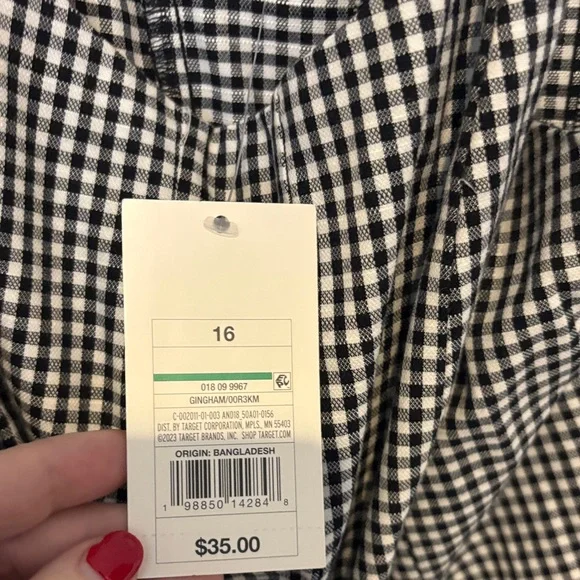 16
018 09 9967
GINGHAM/00R3KM
C-002011-01-003 AN018_50A01-0156
DIST. BY TARGET CORPORATION, MPLS., MN 55403
©2023 TARGET BRANDS, INC. SHOP TARGET.COM
ORIGIN: BANGLADESH
1 98850 14284 8
$35.00